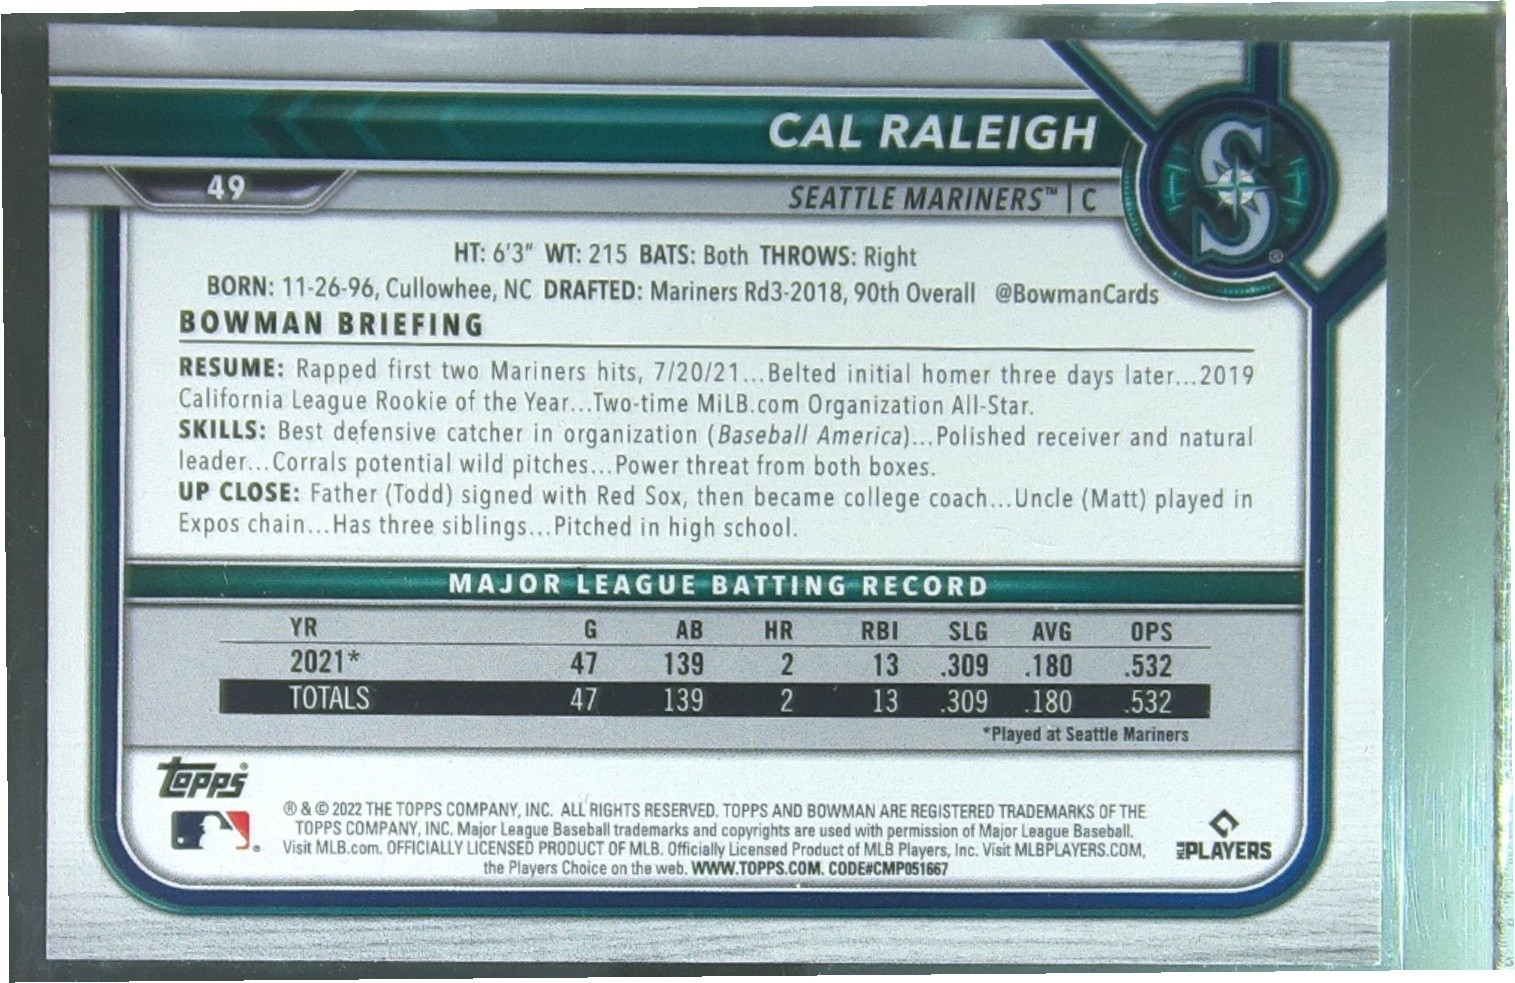 CAL RALEIGH
49
SEATTLE MARINERS™ | C
S
®
HT: 6'3" WT: 215 BATS: Both THROWS: Right
BORN: 11-26-96, Cullowhee, NC DRAFTED: Mariners Rd3-2018, 90th Overall @BowmanCards
BOWMAN BRIEFING
RESUME: Rapped first two Mariners hits, 7/20/21...Belted initial homer three days later...2019
California League Rookie of the Year...Two-time MiLB.com Organization All-Star.
SKILLS: Best defensive catcher in organization (Baseball America)...Polished receiver and natural
leader...Corrals potential wild pitches...Power threat from both boxes.
UP CLOSE: Father (Todd) signed with Red Sox, then became college coach...Uncle (Matt) played in
Expos chain...Has three siblings...Pitched in high school.
MAJOR LEAGUE BATTING RECORD
YR G AB HR RBI SLG AVG OPS
2021* 47 139 2 13 .309 .180 .532
TOTALS 47 139 2 13 .309 .180 .532
*Played at Seattle Mariners
Topps®
® & © 2022 THE TOPPS COMPANY, INC. ALL RIGHTS RESERVED. TOPPS AND BOWMAN ARE REGISTERED TRADEMARKS OF THE
TOPPS COMPANY, INC. Major League Baseball trademarks and copyrights are used with permission of Major League Baseball.
Visit MLB.com. OFFICIALLY LICENSED PRODUCT OF MLB. Officially Licensed Product of MLB Players, Inc. Visit MLBPLAYERS.COM,
the Players Choice on the web. WWW.TOPPS.COM. CODE#CMP051667
MLB PLAYERS